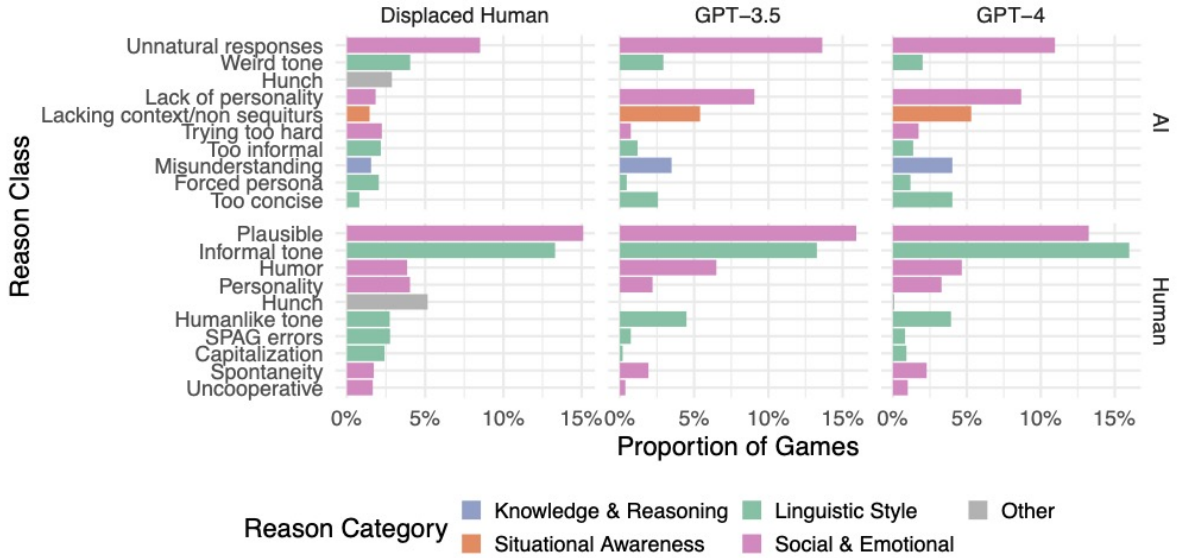 Displaced Human GPT−3.5 GPT−4
Reason Class
Unnatural responses
Weird tone
Hunch
Lack of personality
Lacking context/non sequiturs
Trying too hard
Too informal
Misunderstanding
Forced persona
Too concise
AI
Plausible
Informal tone
Humor
Personality
Hunch
Humanlike tone
SPAG errors
Capitalization
Spontaneity
Uncooperative
Human
0% 5% 10% 15% 0% 5% 10% 15% 0% 5% 10% 15%
Proportion of Games
Reason Category
Knowledge & Reasoning Linguistic Style Other
Situational Awareness Social & Emotional